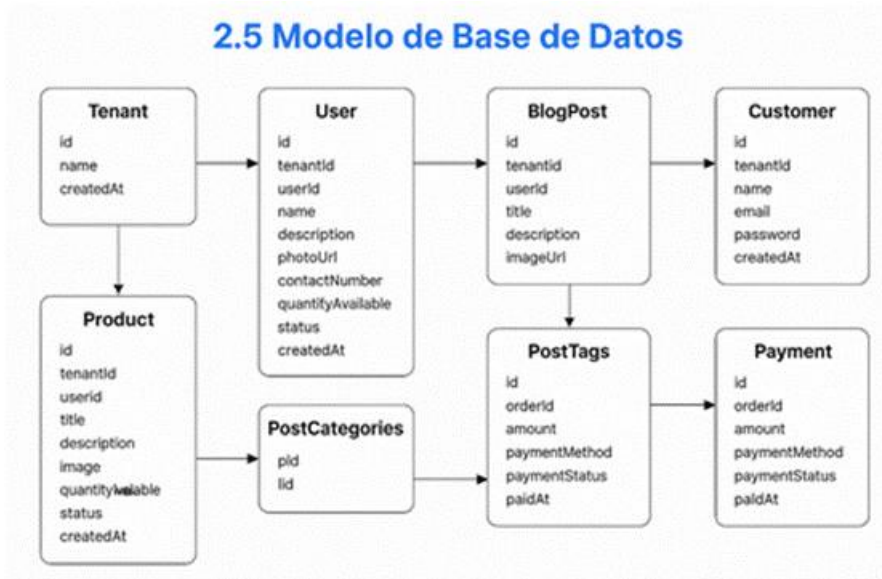 2.5 Modelo de Base de Datos
Tenant
id
name
createdAt
User
id
tenantId
userId
name
description
photoUrl
contactNumber
quantityAvailable
status
createdAt
BlogPost
id
tenantid
userId
title
description
imageUrl
Customer
id
tenantId
name
email
password
createdAt
Product
id
tenantId
userid
title
description
image
status
createdAt
PostCategories
pid
lid
PostTags
id
orderId
amount
paymentMethod
paymentStatus
paidAt
Payment
id
orderId
amount
paymentMethod
paymentStatus
paidAt